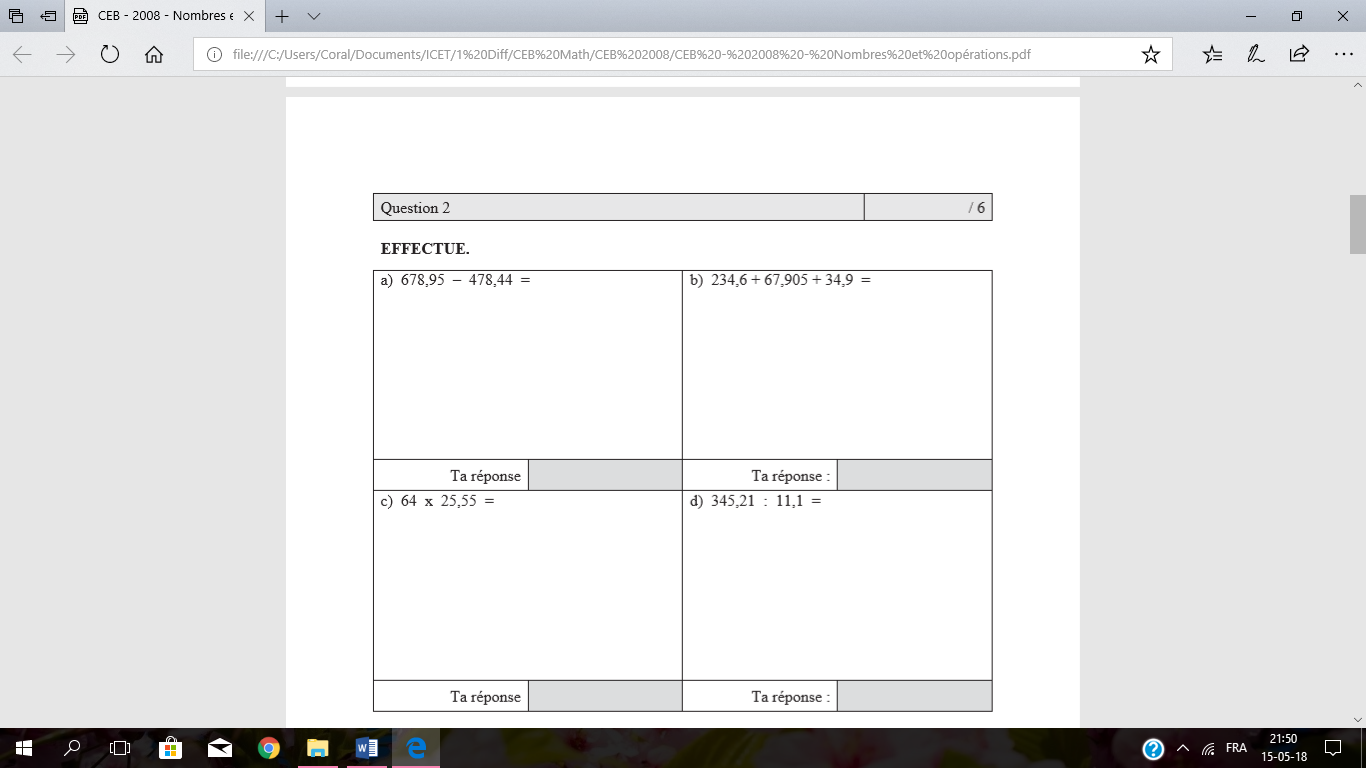 CEB - 2008 - Nombres e
file:///C:/Users/Coral/Documents/ICET/1%20Diff/CEB%20Math/CEB%202008/CEB%20-%202008%20-%20Nombres%20et%20opérations.pdf
Question 2 / 6
EFFECTUE.
a) 678,95 – 478,44 =
b) 234,6 + 67,905 + 34,9 =
Ta réponse
Ta réponse :
c) 64 x 25,55 =
d) 345,21 : 11,1 =
Ta réponse
Ta réponse :
FRA
21:50
15-05-18